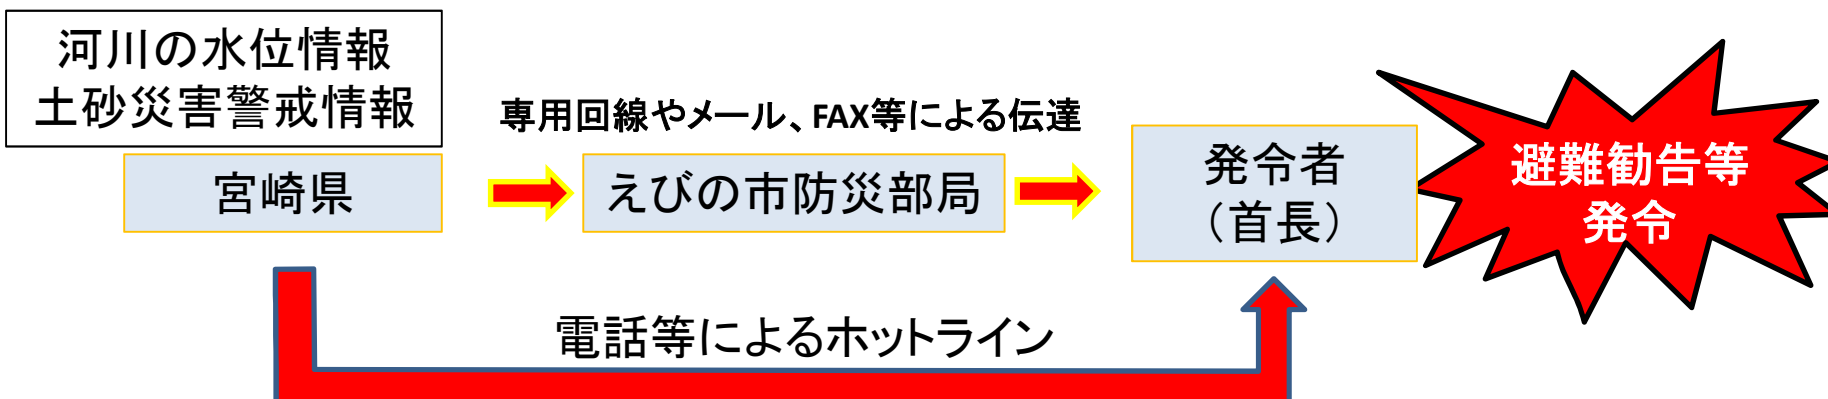 河川の水位情報
土砂災害警戒情報
専用回線やメール、FAX等による伝達
宮崎県
えびの市防災部局
発令者
（首長）
避難勧告等
発令
電話等によるホットライン